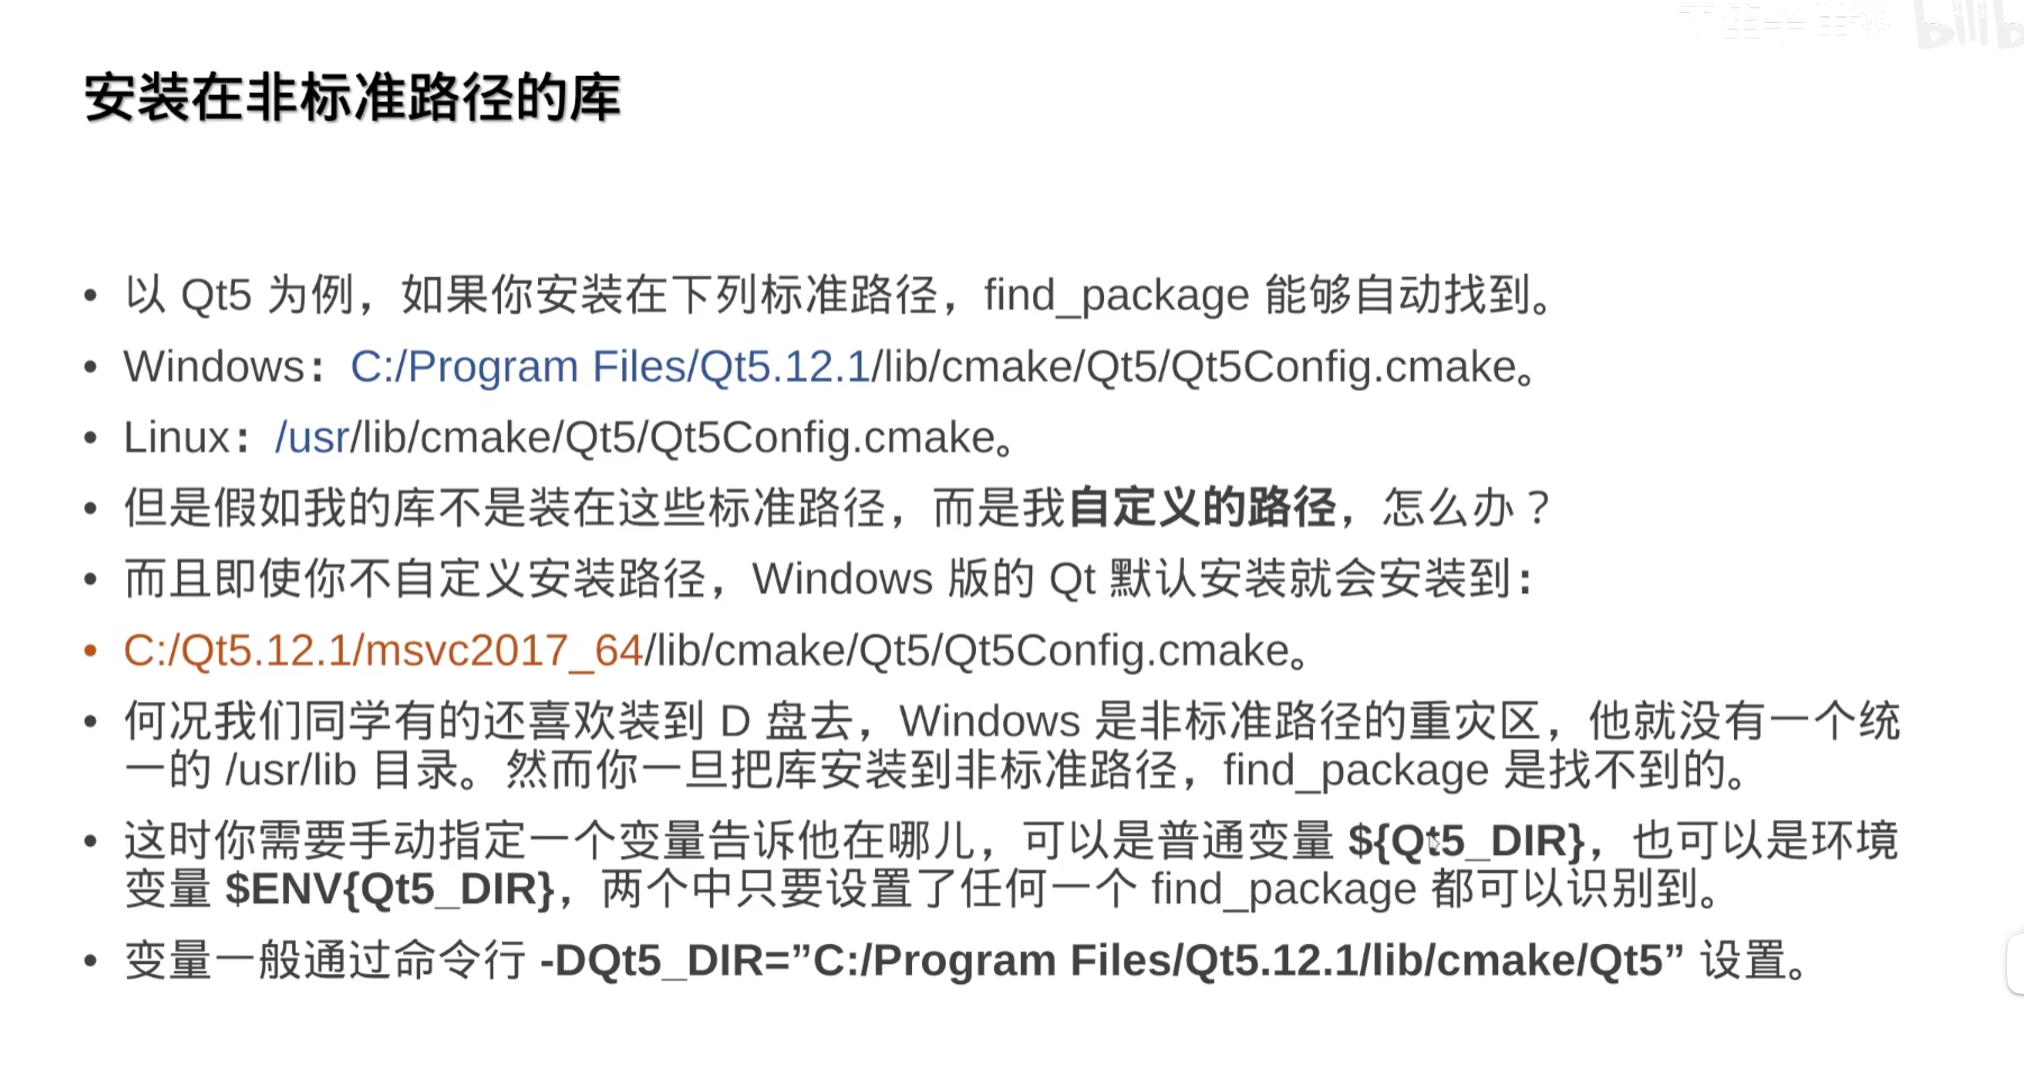 安装在非标准路径的库
• 以 Qt5 为例，如果你安装在下列标准路径，find_package 能够自动找到。
• Windows：C:/Program Files/Qt5.12.1/lib/cmake/Qt5/Qt5Config.cmake。
• Linux：/usr/lib/cmake/Qt5/Qt5Config.cmake。
• 但是假如我的库不是装在这些标准路径，而是我自定义的路径，怎么办？
• 而且即使你不自定义安装路径，Windows 版的 Qt 默认安装就会安装到：
• C:/Qt5.12.1/msvc2017_64/lib/cmake/Qt5/Qt5Config.cmake。
• 何况我们同学有的还喜欢装到 D 盘去，Windows 是非标准路径的重灾区，他就没有一个统
一的 /usr/lib 目录。然而你一旦把库安装到非标准路径，find_package 是找不到的。
• 这时你需要手动指定一个变量告诉他在哪儿，可以是普通变量 ${Qt5_DIR}，也可以是环境
变量 $ENV{Qt5_DIR}，两个中只要设置了任何一个 find_package 都可以识别到。
• 变量一般通过命令行 -DQt5_DIR=”C:/Program Files/Qt5.12.1/lib/cmake/Qt5” 设置。